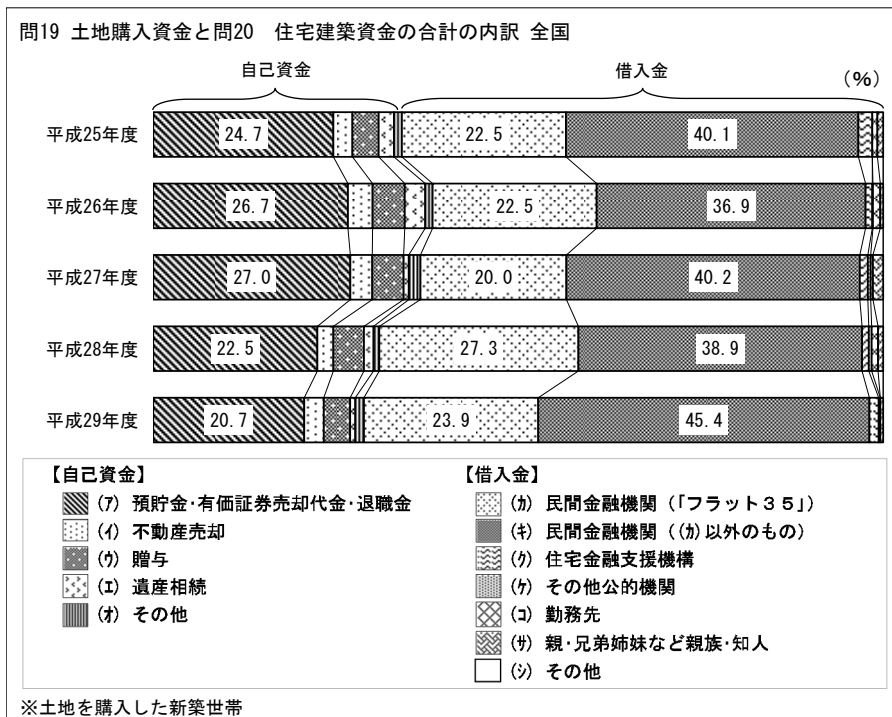 問19 土地購入資金と問20　住宅建築資金の合計の内訳 全国
自己資金 借入金 (%)
平成25年度 24.7 22.5 40.1
平成26年度 26.7 22.5 36.9
平成27年度 27.0 20.0 40.2
平成28年度 22.5 27.3 38.9
平成29年度 20.7 23.9 45.4
【自己資金】
(ｱ) 預貯金･有価証券売却代金･退職金
(ｲ) 不動産売却
(ｳ) 贈与
(ｴ) 遺産相続
(ｵ) その他
【借入金】
(ｶ) 民間金融機関（「フラット３５」）
(ｷ) 民間金融機関（(ｶ)以外のもの）
(ｸ) 住宅金融支援機構
(ｹ) その他公的機関
(ｺ) 勤務先
(ｻ) 親･兄弟姉妹など親族･知人
(ｼ) その他
※土地を購入した新築世帯